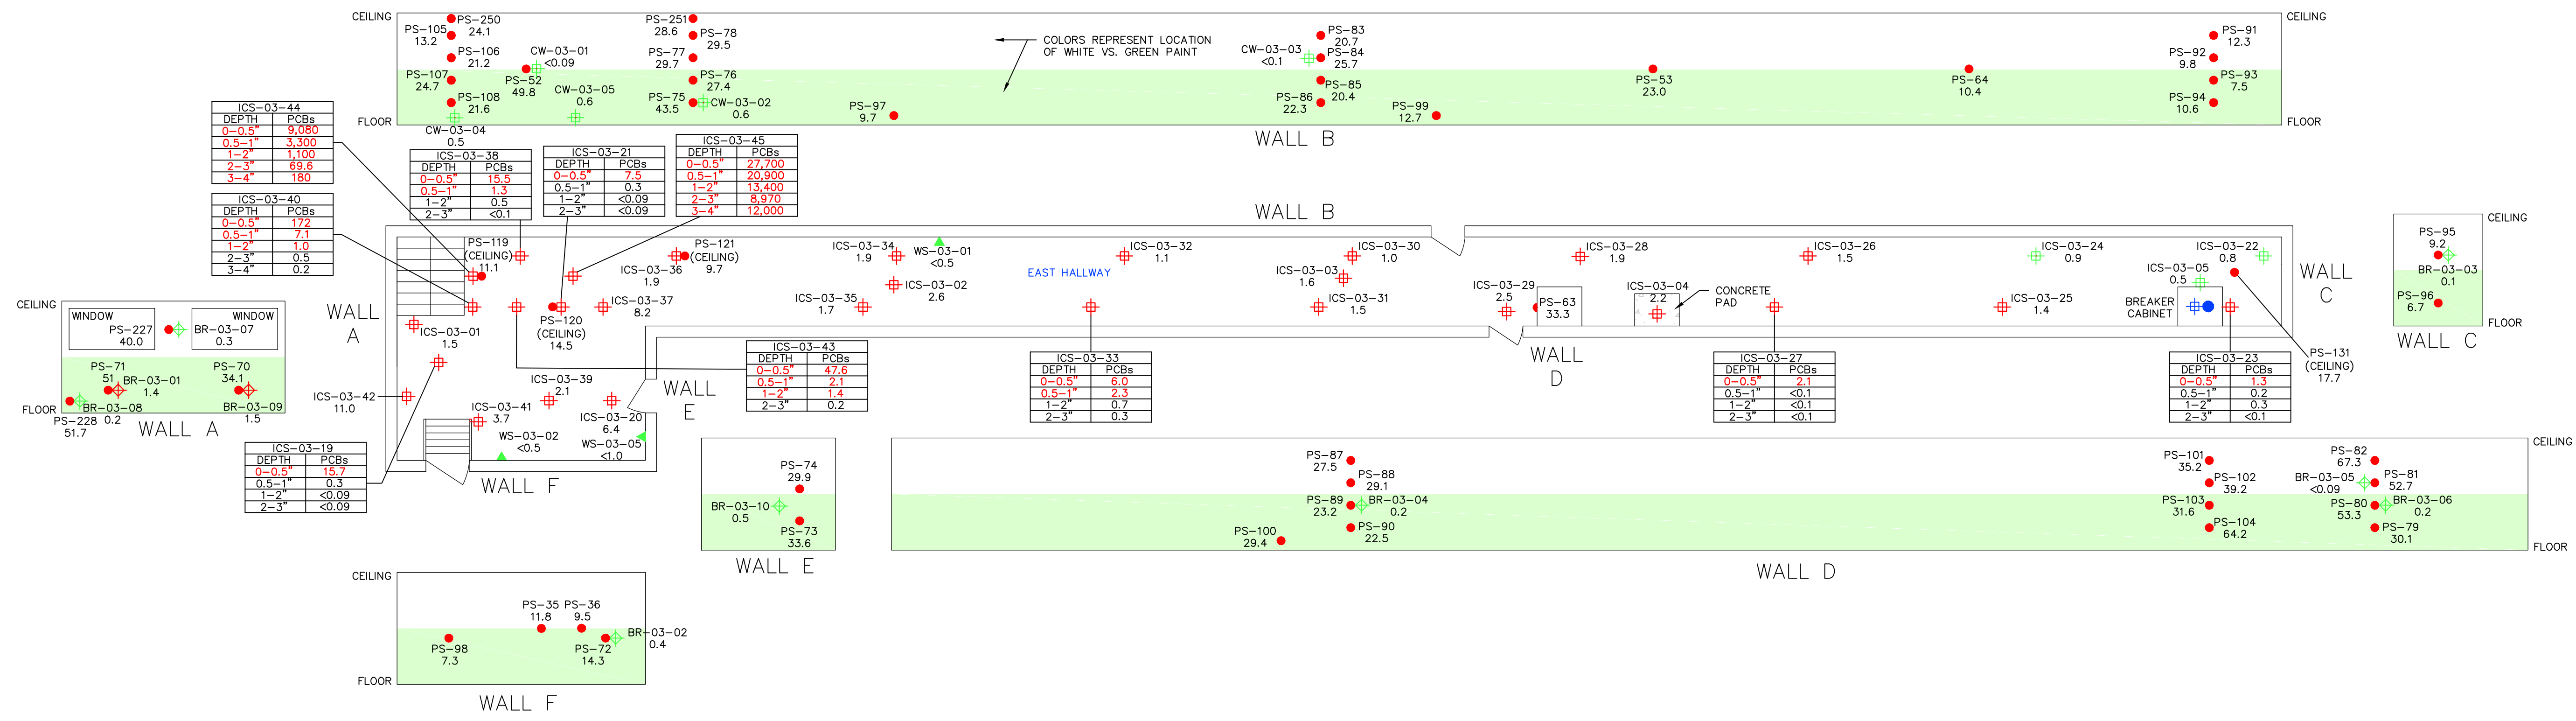 CEILING
PS-250
24.1
PS-105
13.2
PS-106
21.2
PS-107
24.7
PS-108
21.6
CW-03-04
0.5
FLOOR
CW-03-01
<0.09
PS-52
49.8
CW-03-05
0.6
PS-251
28.6
PS-78
29.5
PS-77
29.7
PS-76
27.4
PS-75
43.5
CW-03-02
0.6
PS-97
9.7
COLORS REPRESENT LOCATION
OF WHITE VS. GREEN PAINT
PS-83
20.7
CW-03-03
<0.1
PS-84
25.7
PS-85
20.4
PS-86
22.3
PS-99
12.7
PS-53
23.0
PS-64
10.4
PS-91
12.3
PS-92
9.8
PS-93
7.5
PS-94
10.6
CEILING
FLOOR
WALL B
ICS-03-44
DEPTH PCBs
0-0.5" 9,080
0.5-1" 3,300
1-2" 1,100
2-3" 69.6
3-4" 180
ICS-03-40
DEPTH PCBs
0-0.5" 172
0.5-1" 7.1
1-2" 1.0
2-3" 0.5
3-4" 0.2
ICS-03-38
DEPTH PCBs
0-0.5" 15.5
0.5-1" 1.3
1-2" 0.5
2-3" <0.1
ICS-03-21
DEPTH PCBs
0-0.5" 7.5
0.5-1" 0.3
1-2" <0.09
2-3" <0.09
ICS-03-45
DEPTH PCBs
0-0.5" 27,700
0.5-1" 20,900
1-2" 13,400
2-3" 8,970
3-4" 12,000
WALL B
PS-119
(CEILING)
11.1
PS-121
(CEILING)
9.7
ICS-03-36
1.9
ICS-03-37
8.2
PS-120
(CEILING)
14.5
ICS-03-34
1.9
WS-03-01
<0.5
ICS-03-02
2.6
ICS-03-35
1.7
EAST HALLWAY
ICS-03-32
1.1
ICS-03-30
1.0
ICS-03-03
1.6
ICS-03-31
1.5
ICS-03-28
1.9
ICS-03-29
2.5
PS-63
33.3
ICS-03-04
2.2
CONCRETE
PAD
ICS-03-26
1.5
ICS-03-25
1.4
ICS-03-24
0.9
ICS-03-22
0.8
ICS-03-05
0.5
BREAKER
CABINET
WALL
C
PS-131
(CEILING)
17.7
CEILING
PS-95
9.2
BR-03-03
0.1
PS-96
6.7
FLOOR
WALL C
CEILING
WINDOW
PS-227
40.0
WINDOW
BR-03-07
0.3
PS-71
51
BR-03-01
1.4
PS-70
34.1
FLOOR
BR-03-08
0.2
PS-228
51.7
BR-03-09
1.5
WALL A
WALL
A
ICS-03-01
1.5
ICS-03-42
11.0
ICS-03-39
2.1
ICS-03-41
3.7
ICS-03-20
6.4
WS-03-02
<0.5
WS-03-05
<1.0
WALL
E
WALL F
ICS-03-19
DEPTH PCBs
0-0.5" 15.7
0.5-1" 0.3
1-2" <0.09
2-3" <0.09
ICS-03-43
DEPTH PCBs
0-0.5" 47.6
0.5-1" 2.1
1-2" 1.4
2-3" 0.2
ICS-03-33
DEPTH PCBs
0-0.5" 6.0
0.5-1" 2.3
1-2" 0.7
2-3" 0.3
WALL
D
ICS-03-27
DEPTH PCBs
0-0.5" 2.1
0.5-1" <0.1
1-2" <0.1
2-3" <0.1
ICS-03-23
DEPTH PCBs
0-0.5" 1.3
0.5-1" 0.2
1-2" 0.3
2-3" <0.1
PS-74
29.9
BR-03-10
0.5
PS-73
33.6
WALL E
PS-87
27.5
PS-88
29.1
PS-89
23.2
BR-03-04
0.2
PS-90
22.5
PS-100
29.4
PS-101
35.2
PS-102
39.2
PS-103
31.6
PS-104
64.2
PS-82
67.3
PS-81
52.7
BR-03-05
<0.09
PS-80
53.3
BR-03-06
0.2
PS-79
30.1
CEILING
FLOOR
WALL D
CEILING
PS-35
11.8
PS-36
9.5
PS-98
7.3
PS-72
14.3
BR-03-02
0.4
FLOOR
WALL F